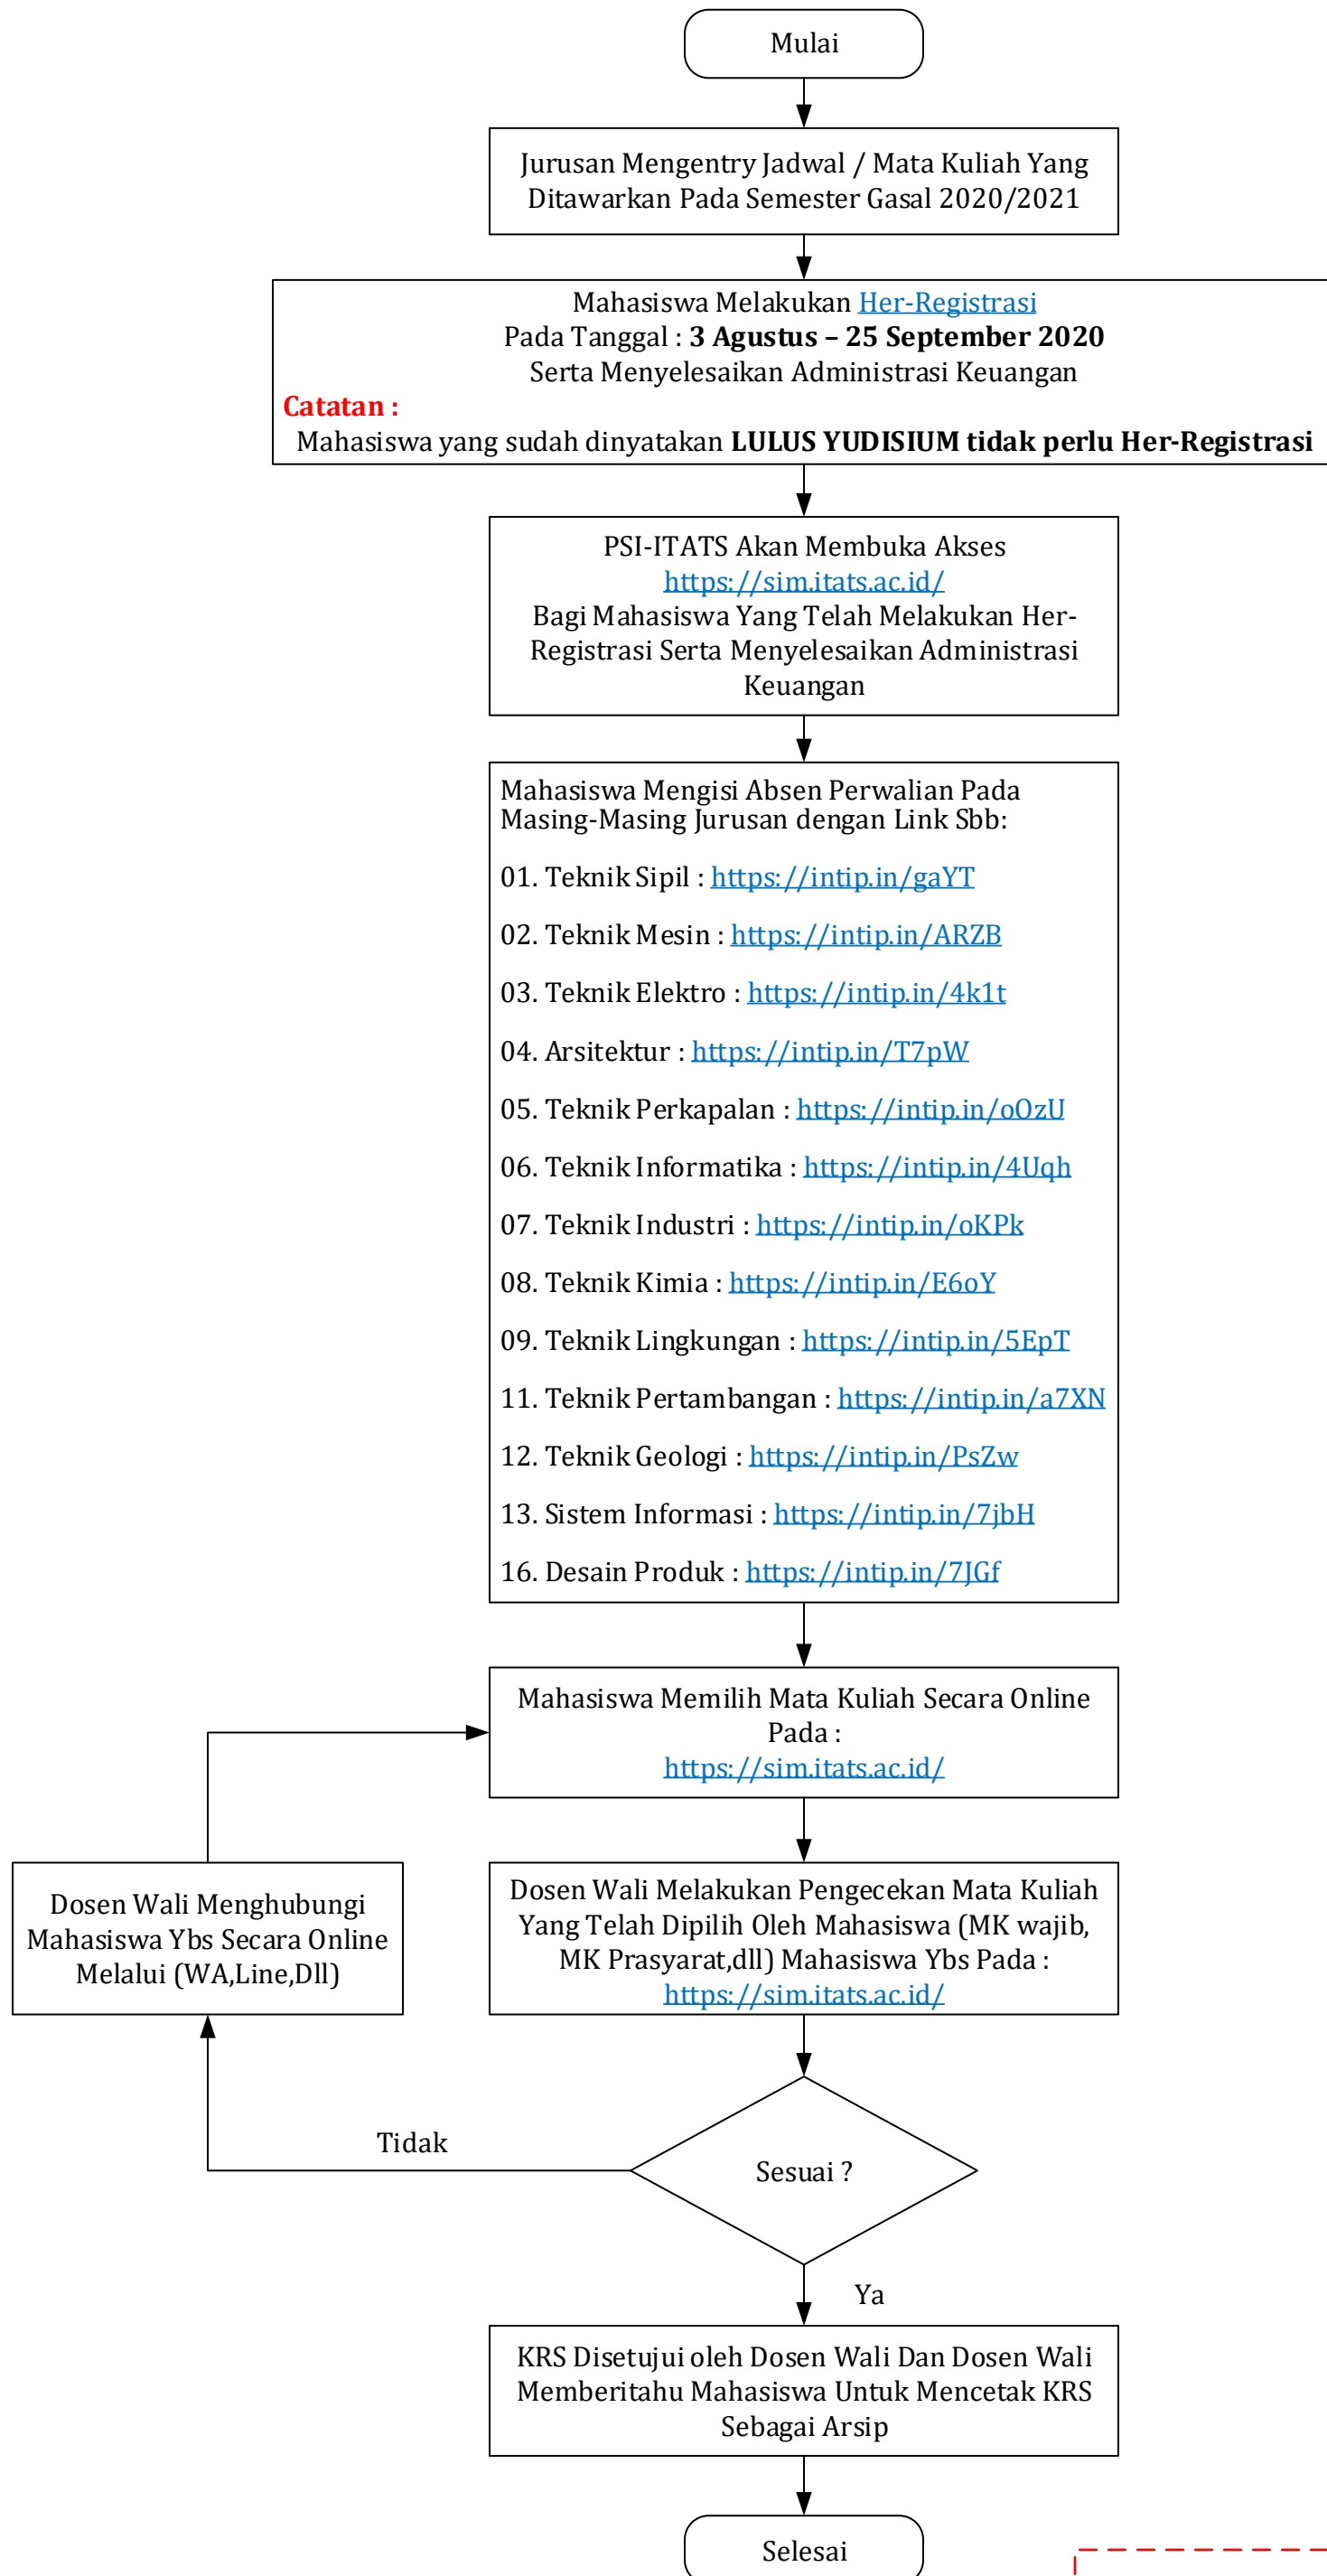 Mulai
Jurusan Mengentry Jadwal / Mata Kuliah Yang
Ditawarkan Pada Semester Gasal 2020/2021
Mahasiswa Melakukan Her-Registrasi
Pada Tanggal : 3 Agustus – 25 September 2020
Serta Menyelesaikan Administrasi Keuangan
Catatan :
Mahasiswa yang sudah dinyatakan LULUS YUDISIUM tidak perlu Her-Registrasi
PSI-ITATS Akan Membuka Akses
https://sim.itats.ac.id/
Bagi Mahasiswa Yang Telah Melakukan Her-
Registrasi Serta Menyelesaikan Administrasi
Keuangan
Mahasiswa Mengisi Absen Perwalian Pada
Masing-Masing Jurusan dengan Link Sbb:
01. Teknik Sipil : https://intip.in/gaYT
02. Teknik Mesin : https://intip.in/ARZB
03. Teknik Elektro : https://intip.in/4k1t
04. Arsitektur : https://intip.in/T7pW
05. Teknik Perkapalan : https://intip.in/oOzU
06. Teknik Informatika : https://intip.in/4Uqh
07. Teknik Industri : https://intip.in/oKPk
08. Teknik Kimia : https://intip.in/E6oY
09. Teknik Lingkungan : https://intip.in/5EpT
11. Teknik Pertambangan : https://intip.in/a7XN
12. Teknik Geologi : https://intip.in/PsZw
13. Sistem Informasi : https://intip.in/7jbH
16. Desain Produk : https://intip.in/7JGf
Mahasiswa Memilih Mata Kuliah Secara Online
Pada :
https://sim.itats.ac.id/
Dosen Wali Menghubungi
Mahasiswa Ybs Secara Online
Melalui (WA,Line,Dll)
Dosen Wali Melakukan Pengecekan Mata Kuliah
Yang Telah Dipilih Oleh Mahasiswa (MK wajib,
MK Prasyarat,dll) Mahasiswa Ybs Pada :
https://sim.itats.ac.id/
Tidak
Sesuai ?
Ya
KRS Disetujui oleh Dosen Wali Dan Dosen Wali
Memberitahu Mahasiswa Untuk Mencetak KRS
Sebagai Arsip
Selesai